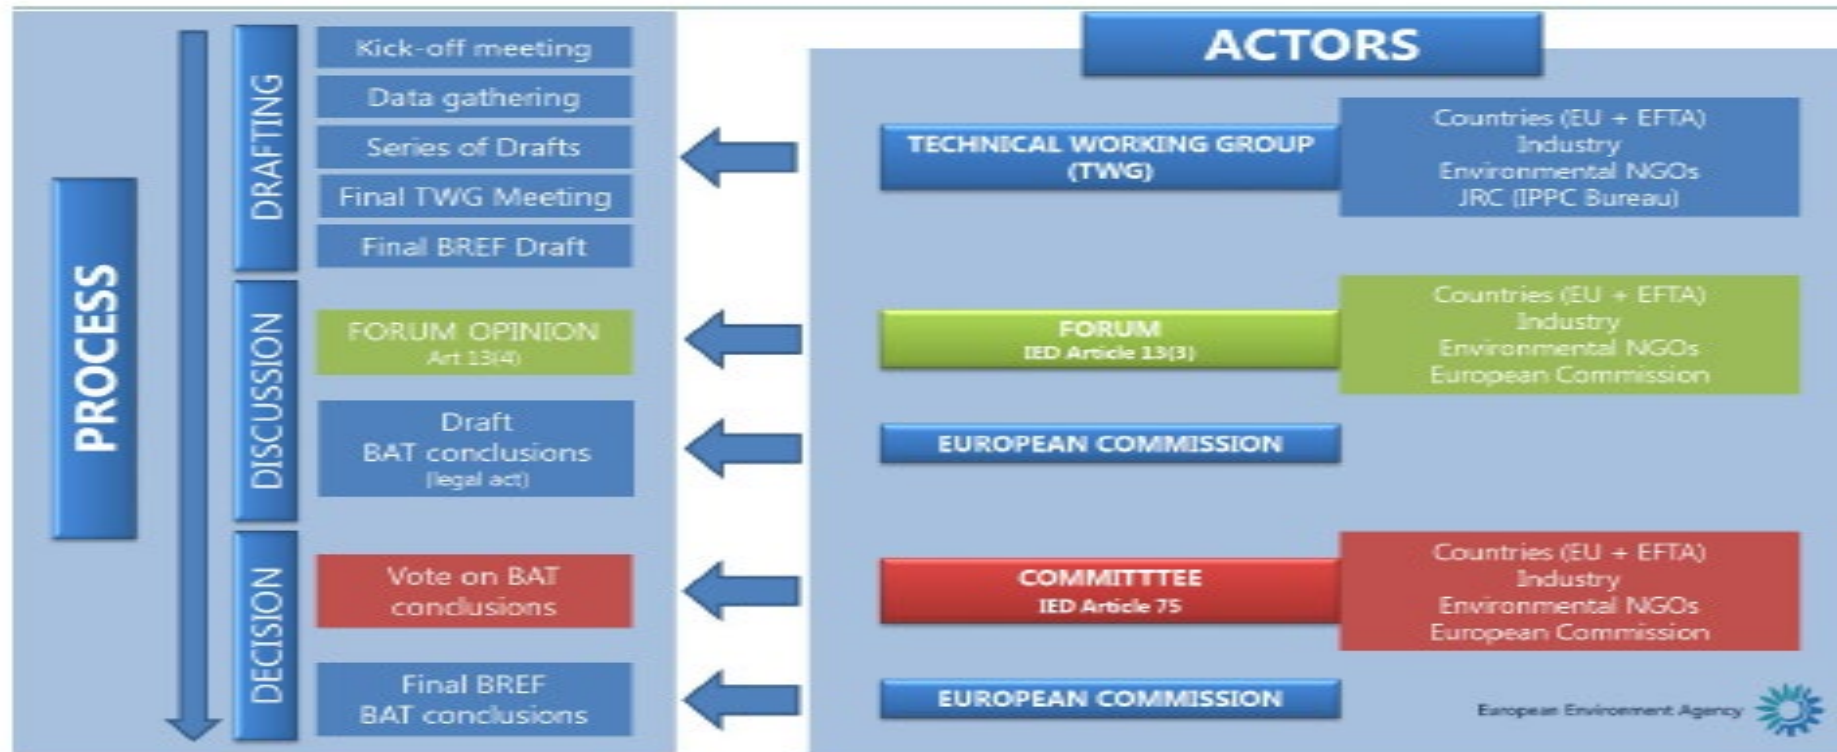 PROCESS
DRAFTING
Kick-off meeting
Data gathering
Series of Drafts
Final TWG Meeting
Final BREF Draft
DISCUSSION
FORUM OPINION
Art 13(4)
Draft
BAT conclusions
(legal act)
DECISION
Vote on BAT
conclusions
Final BREF
BAT conclusions
ACTORS
TECHNICAL WORKING GROUP
(TWG)
Countries (EU + EFTA)
Industry
Environmental NGOs
JRC (IPPC Bureau)
FORUM
IED Article 13(3)
Countries (EU + EFTA)
Industry
Environmental NGOs
European Commission
EUROPEAN COMMISSION
COMMITTTEE
IED Article 75
Countries (EU + EFTA)
Industry
Environmental NGOs
European Commission
EUROPEAN COMMISSION
European Environment Agency